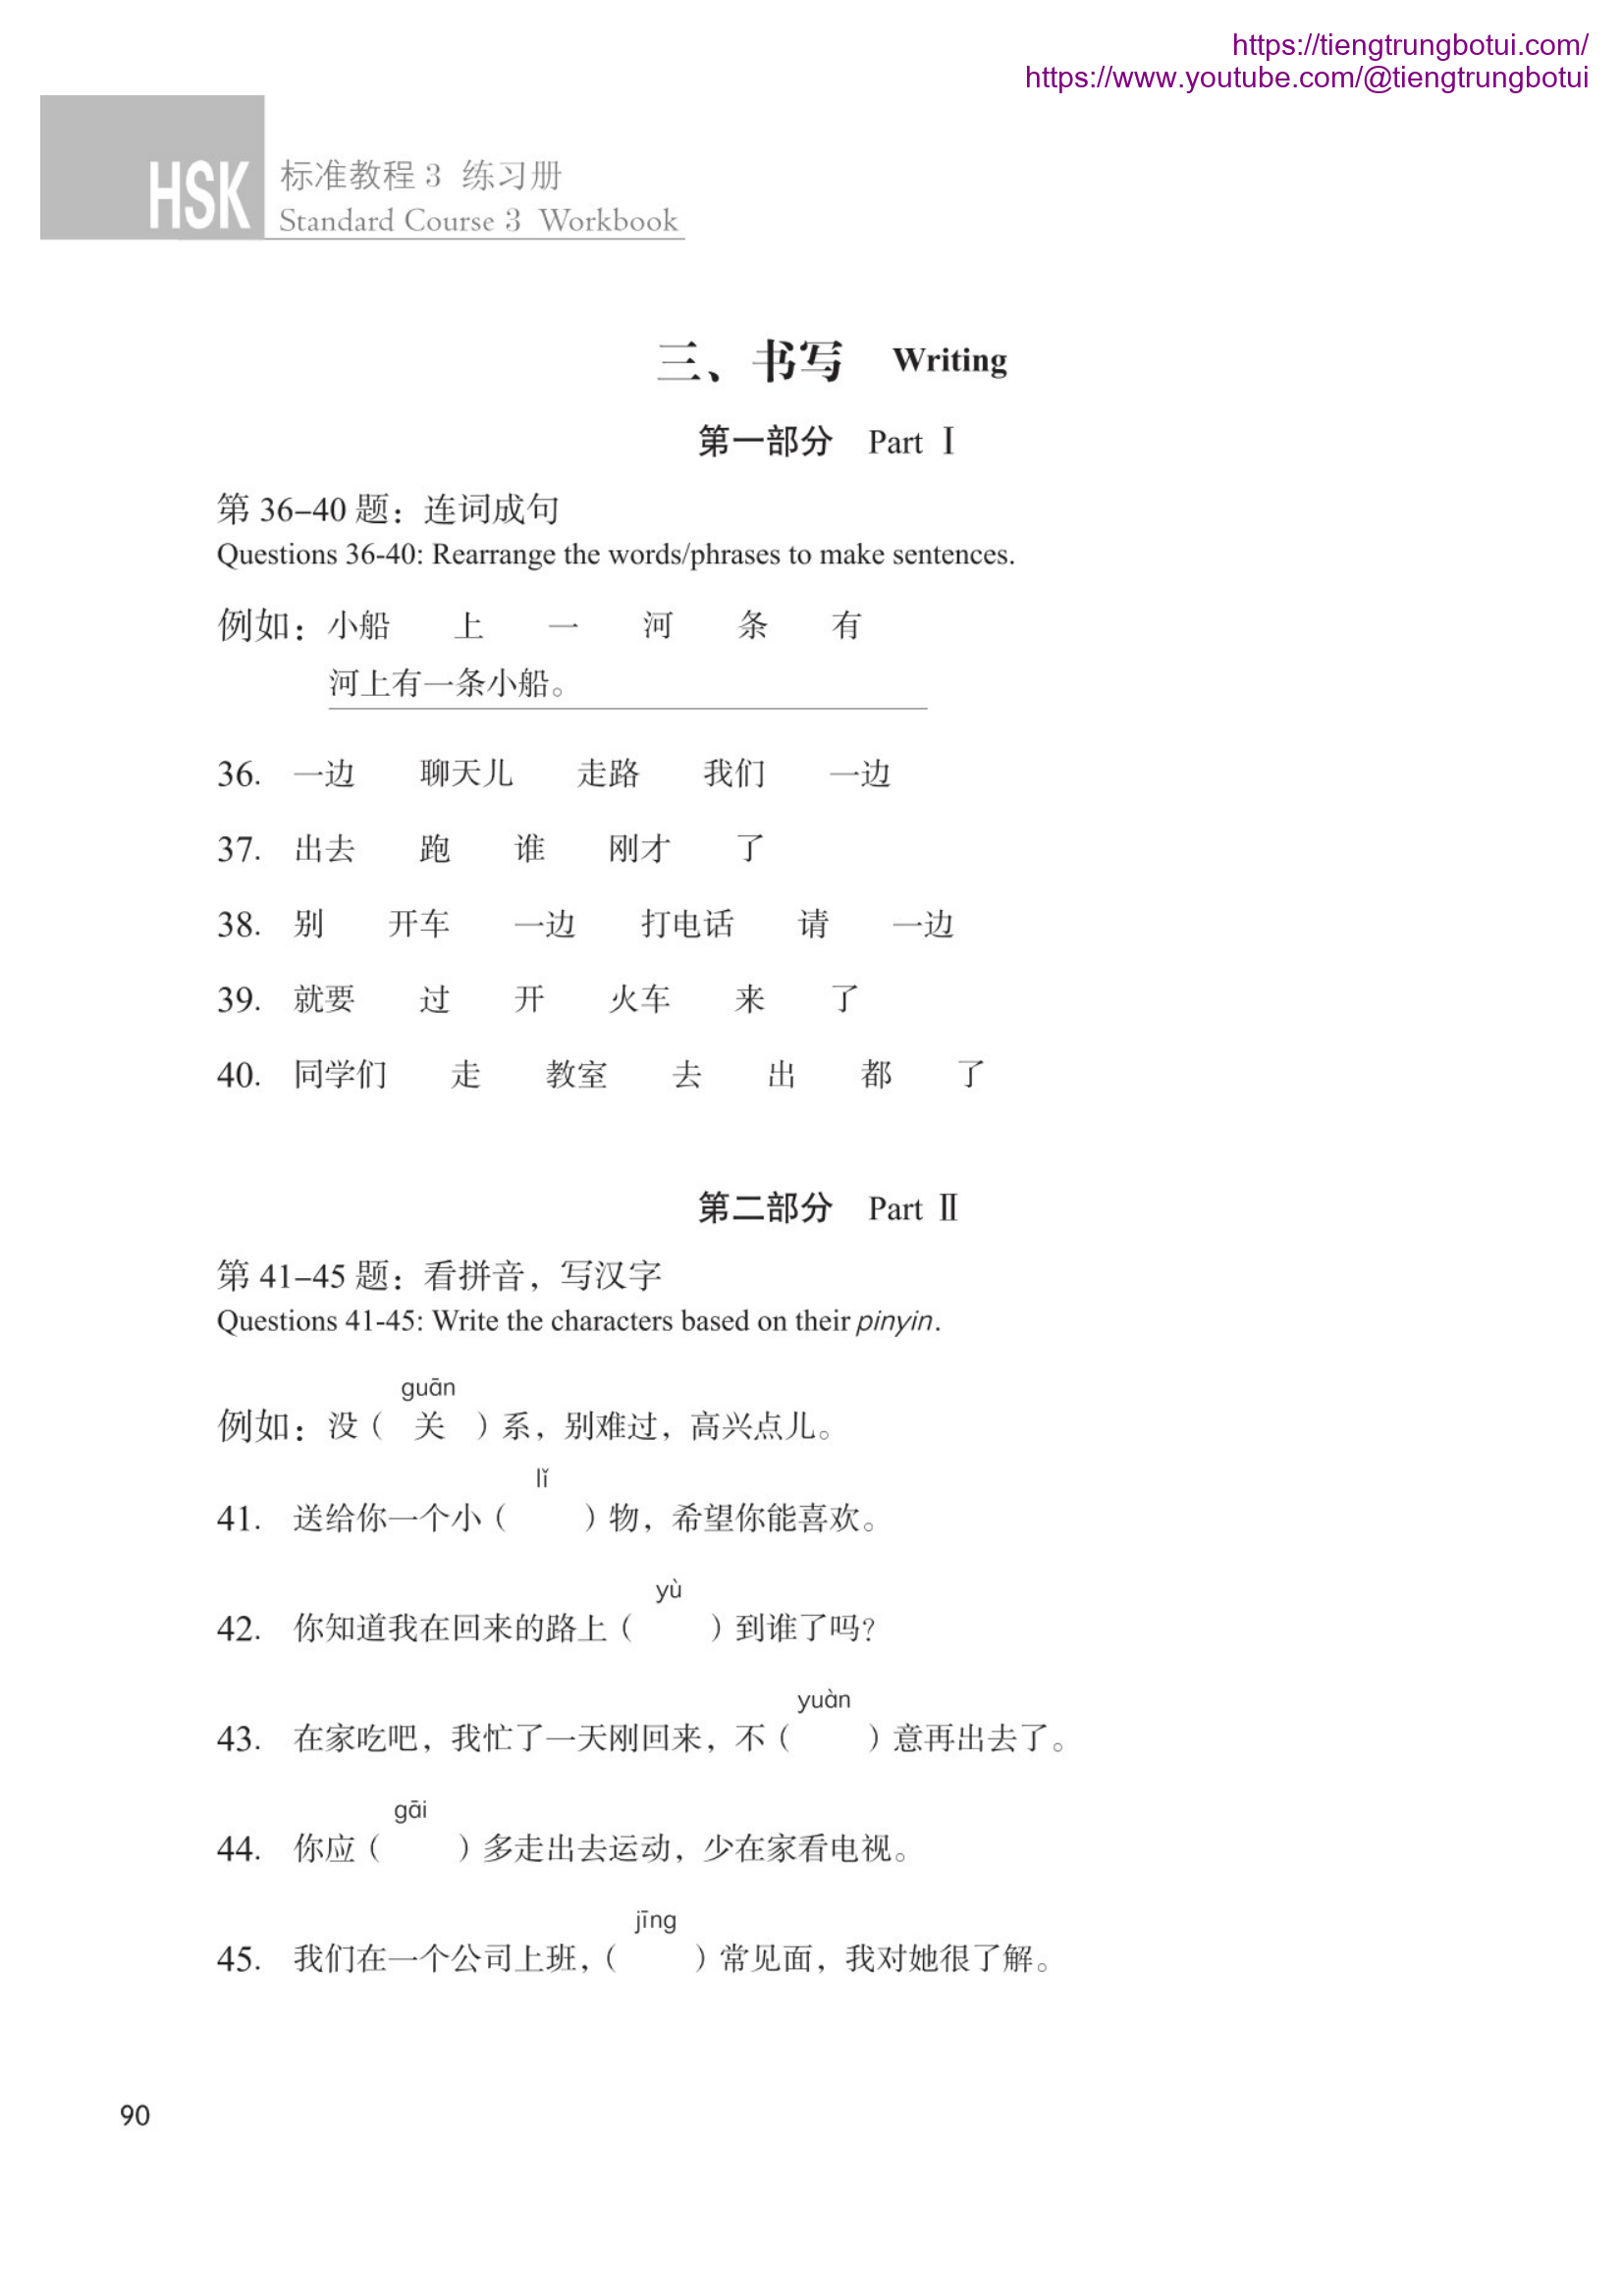 https://tiengtrungbotui.com/
https://www.youtube.com/@tiengtrungbotui
HSK 标准教程 3 练习册
Standard Course 3 Workbook
三、书写 Writing
第一部分 Part Ⅰ
第 36–40 题：连词成句
Questions 36-40: Rearrange the words/phrases to make sentences.
例如：小船 上 一 河 条 有
河上有一条小船。
36. 一边 聊天儿 走路 我们 一边
37. 出去 跑 谁 刚才 了
38. 别 开车 一边 打电话 请 一边
39. 就要 过 开 火车 来 了
40. 同学们 走 教室 去 出 都 了
第二部分 Part Ⅱ
第 41–45 题：看拼音，写汉字
Questions 41-45: Write the characters based on their pinyin.
guān
例如：没（ 关 ）系，别难过，高兴点儿。
lǐ
41. 送给你一个小（ ）物，希望你能喜欢。
yù
42. 你知道我在回来的路上（ ）到谁了吗？
yuàn
43. 在家吃吧，我忙了一天刚回来，不（ ）意再出去了。
gāi
44. 你应（ ）多走出去运动，少在家看电视。
jīng
45. 我们在一个公司上班，（ ）常见面，我对她很了解。
90